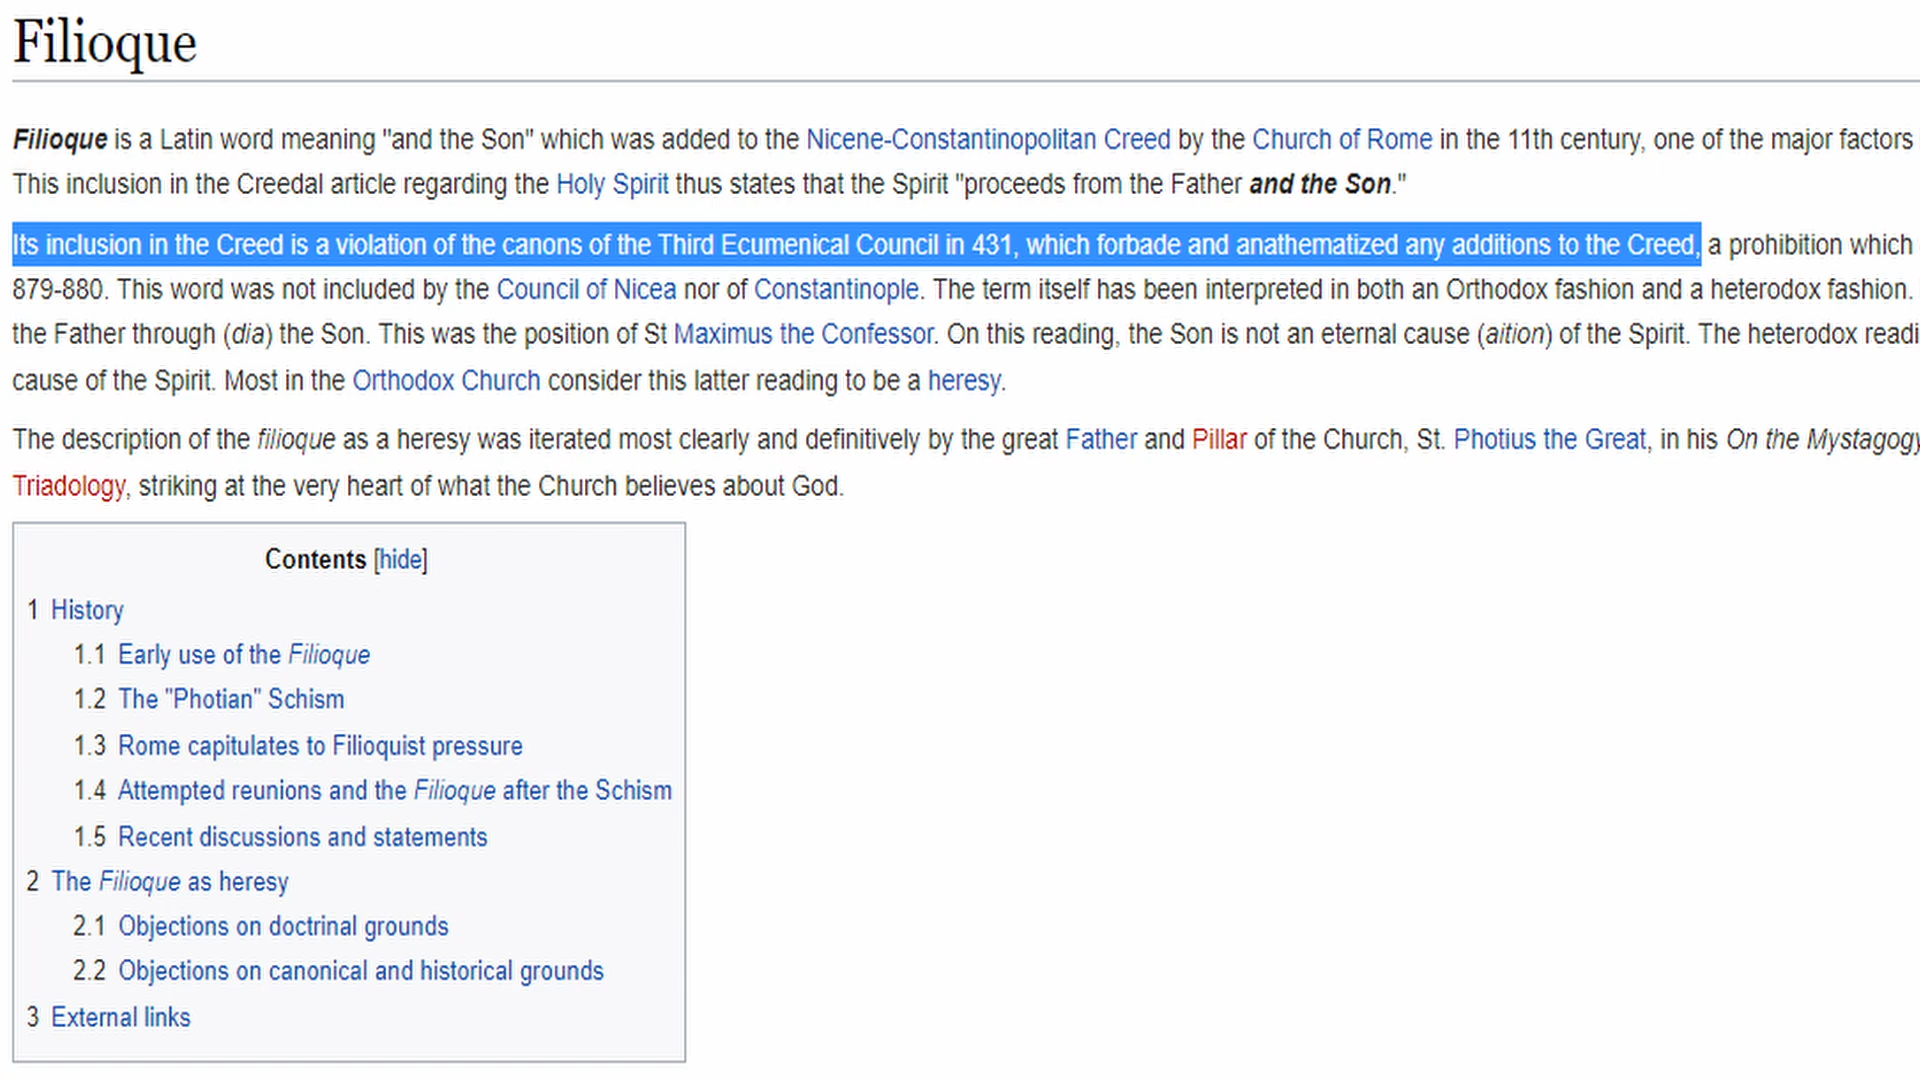 Filioque
Filioque is a Latin word meaning "and the Son" which was added to the Nicene-Constantinopolitan Creed by the Church of Rome in the 11th century, one of the major factors
This inclusion in the Creedal article regarding the Holy Spirit thus states that the Spirit "proceeds from the Father and the Son."
Its inclusion in the Creed is a violation of the canons of the Third Ecumenical Council in 431, which forbade and anathematized any additions to the Creed, a prohibition which
879-880. This word was not included by the Council of Nicea nor of Constantinople. The term itself has been interpreted in both an Orthodox fashion and a heterodox fashion.
the Father through (dia) the Son. This was the position of St Maximus the Confessor. On this reading, the Son is not an eternal cause (aition) of the Spirit. The heterodox readi
cause of the Spirit. Most in the Orthodox Church consider this latter reading to be a heresy.
The description of the filioque as a heresy was iterated most clearly and definitively by the great Father and Pillar of the Church, St. Photius the Great, in his On the Mystagogy
Triadology, striking at the very heart of what the Church believes about God.
Contents [hide]
1 History
1.1 Early use of the Filioque
1.2 The "Photian" Schism
1.3 Rome capitulates to Filioquist pressure
1.4 Attempted reunions and the Filioque after the Schism
1.5 Recent discussions and statements
2 The Filioque as heresy
2.1 Objections on doctrinal grounds
2.2 Objections on canonical and historical grounds
3 External links